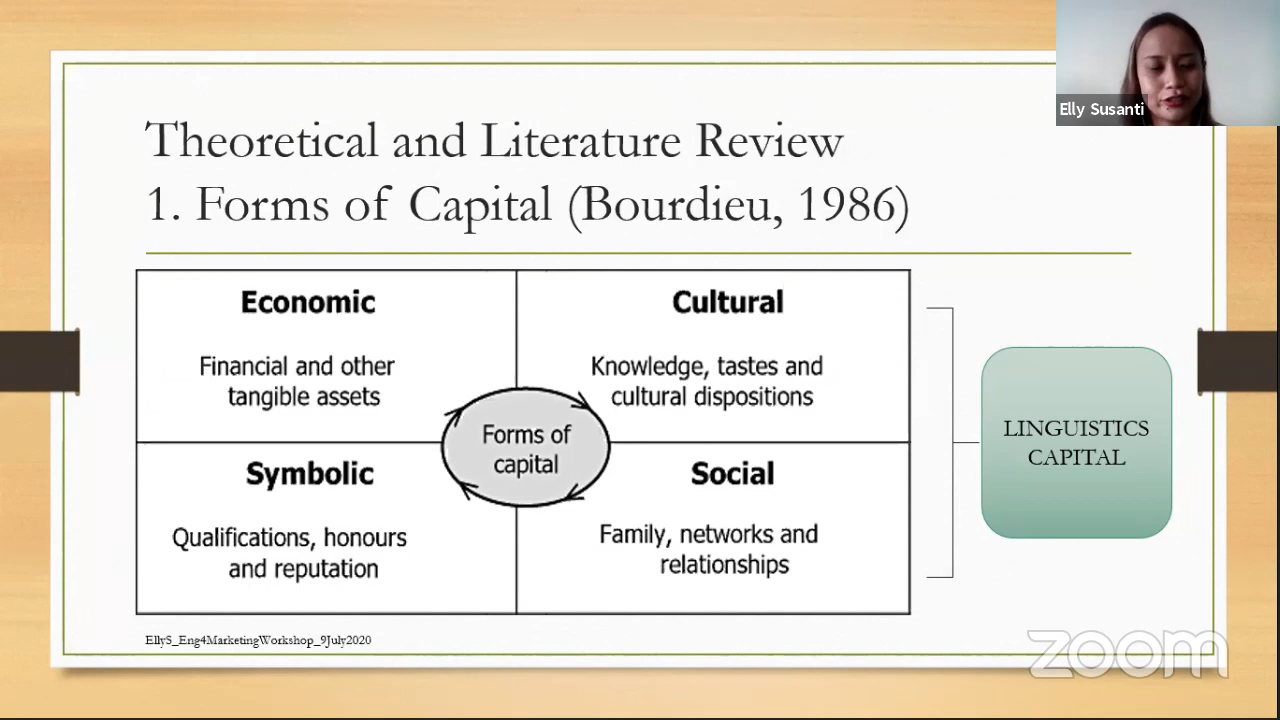 Elly Susanti
Theoretical and Literature Review
1. Forms of Capital (Bourdieu, 1986)
Economic
Financial and other
tangible assets
Cultural
Knowledge, tastes and
cultural dispositions
Forms of
capital
Symbolic
Qualifications, honours
and reputation
Social
Family, networks and
relationships
LINGUISTICS
CAPITAL
EllyS_Eng4MarketingWorkshop_9July2020
zoom